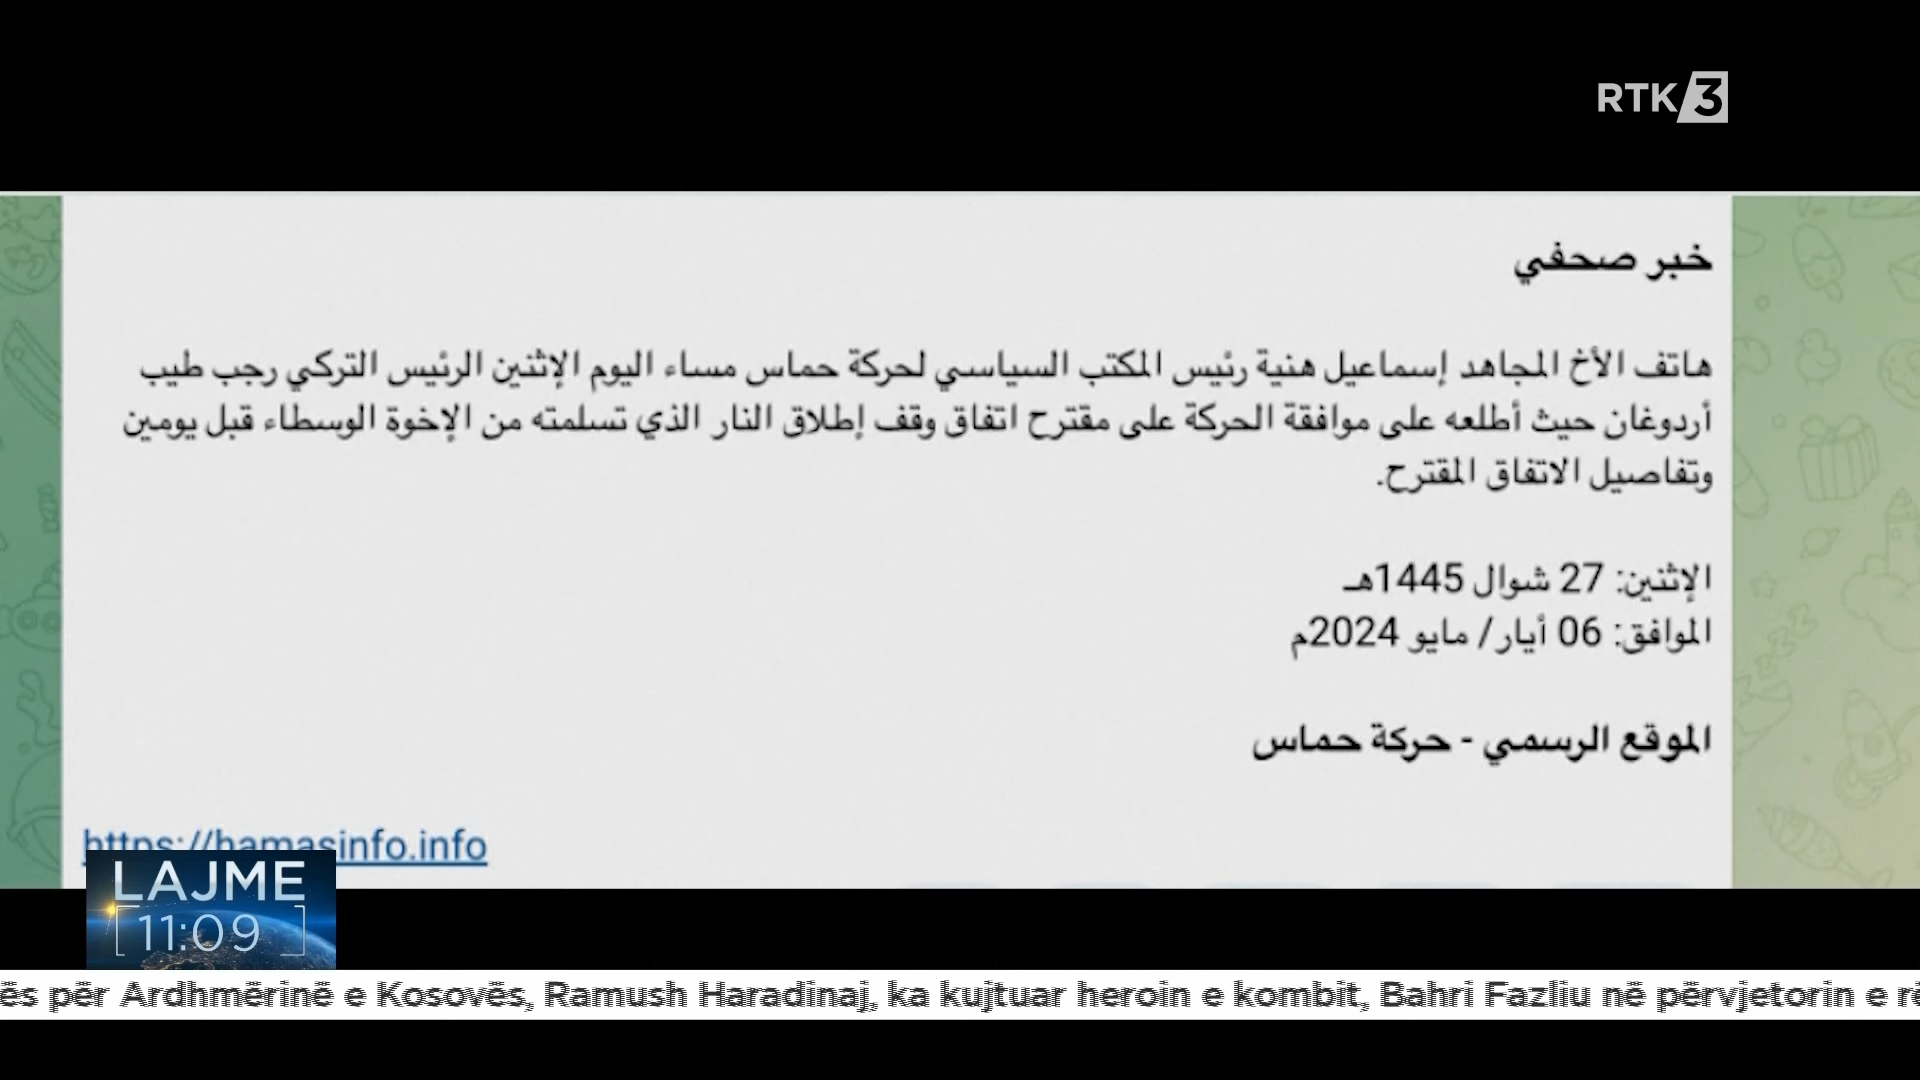 RTK 3
خبر صحفي
هاتف الأخ المجاهد إسماعيل هنية رئيس المكتب السياسي لحركة حماس مساء اليوم الإثنين الرئيس التركي رجب طيب
أردوغان حيث أطلعه على موافقة الحركة على مقترح اتفاق وقف إطلاق النار الذي تسلمته من الإخوة الوسطاء قبل يومين
وتفاصيل الاتفاق المقترح.
الإثنين: 27 شوال 1445هـ
الموافق: 06 أيار/ مايو 2024م
الموقع الرسمي - حركة حماس
https://hamasinfo.info
LAJME
11:09
ës për Ardhmërinë e Kosovës, Ramush Haradinaj, ka kujtuar heroin e kombit, Bahri Fazliu në përvjetorin e